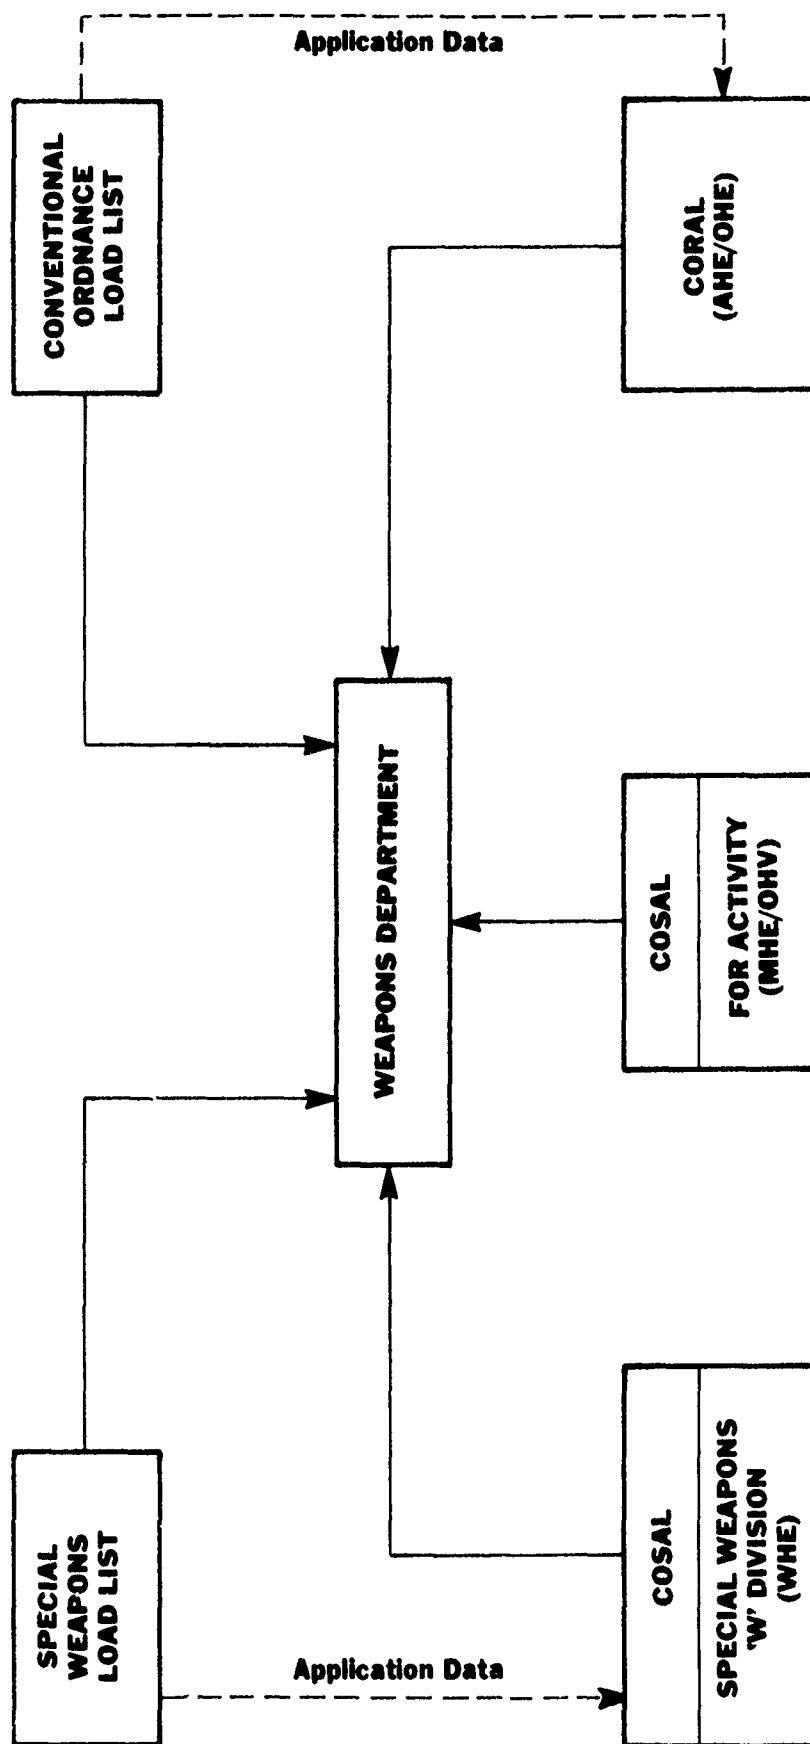 SPECIAL
WEAPONS
LOAD LIST
CONVENTIONAL
ORDNANCE
LOAD LIST
Application Data
Application Data
WEAPONS DEPARTMENT
COSAL
SPECIAL WEAPONS
'W' DIVISION
(WHE)
COSAL
FOR ACTIVITY
(MHE/OHV)
CORAL
(AHE/OHE)